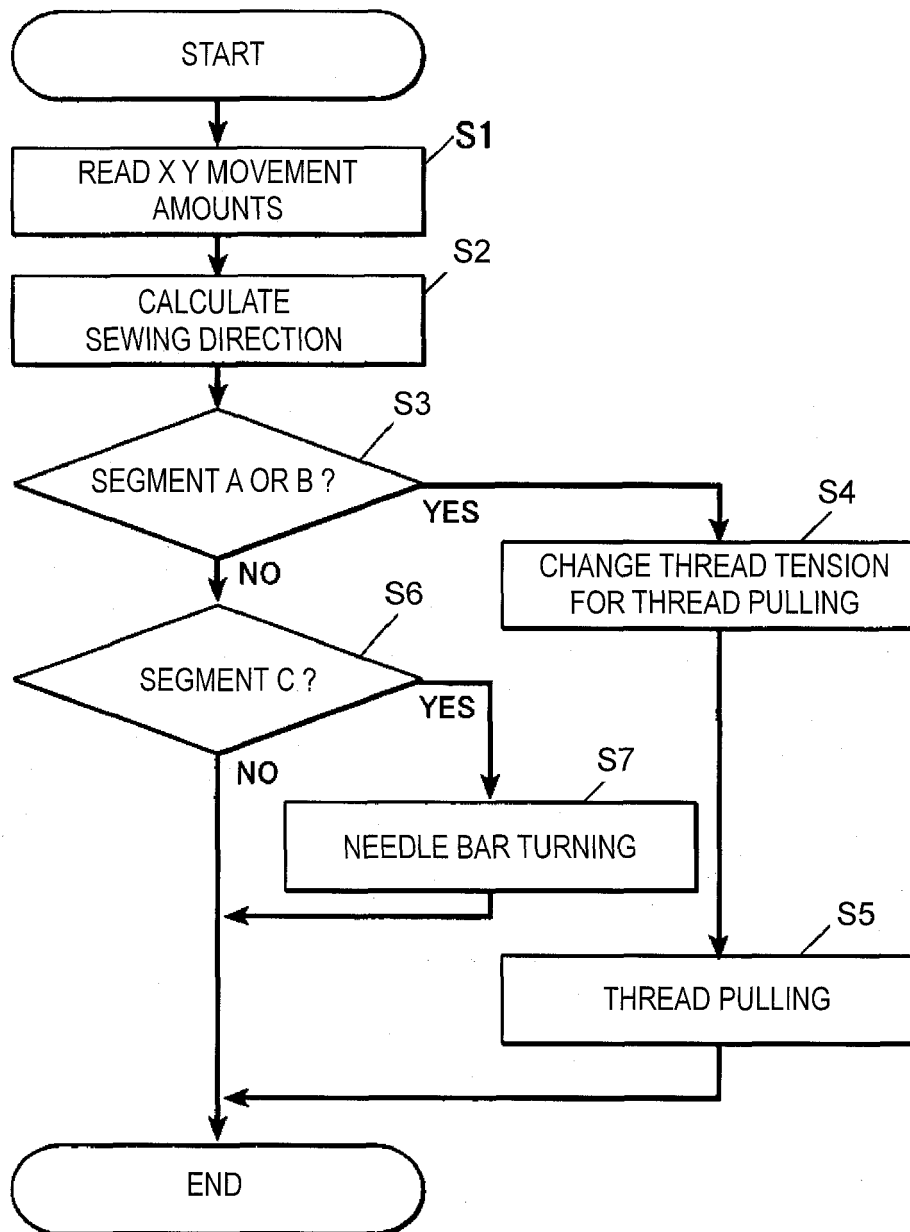 START
S1
READ X Y MOVEMENT
AMOUNTS
S2
CALCULATE
SEWING DIRECTION
S3
SEGMENT A OR B ?
YES
NO
S4
CHANGE THREAD TENSION
FOR THREAD PULLING
S6
SEGMENT C ?
YES
NO
S7
NEEDLE BAR TURNING
S5
THREAD PULLING
END